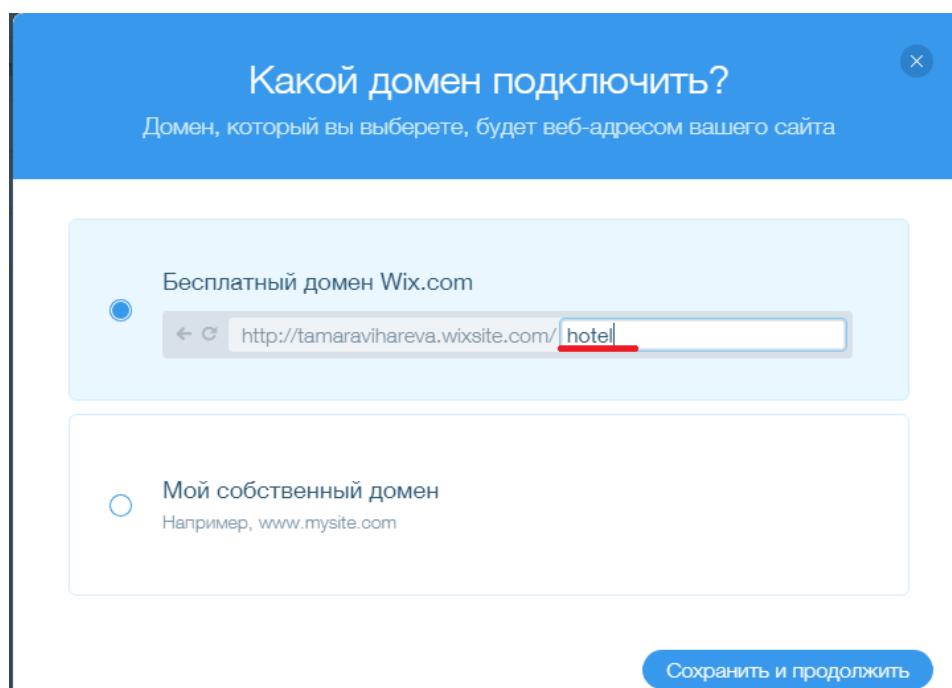 Какой домен подключить?
Домен, который вы выберете, будет веб-адресом вашего сайта
Бесплатный домен Wix.com
http://tamaravihareva.wixsite.com/ hotel
Мой собственный домен
Например, www.mysite.com
Сохранить и продолжить